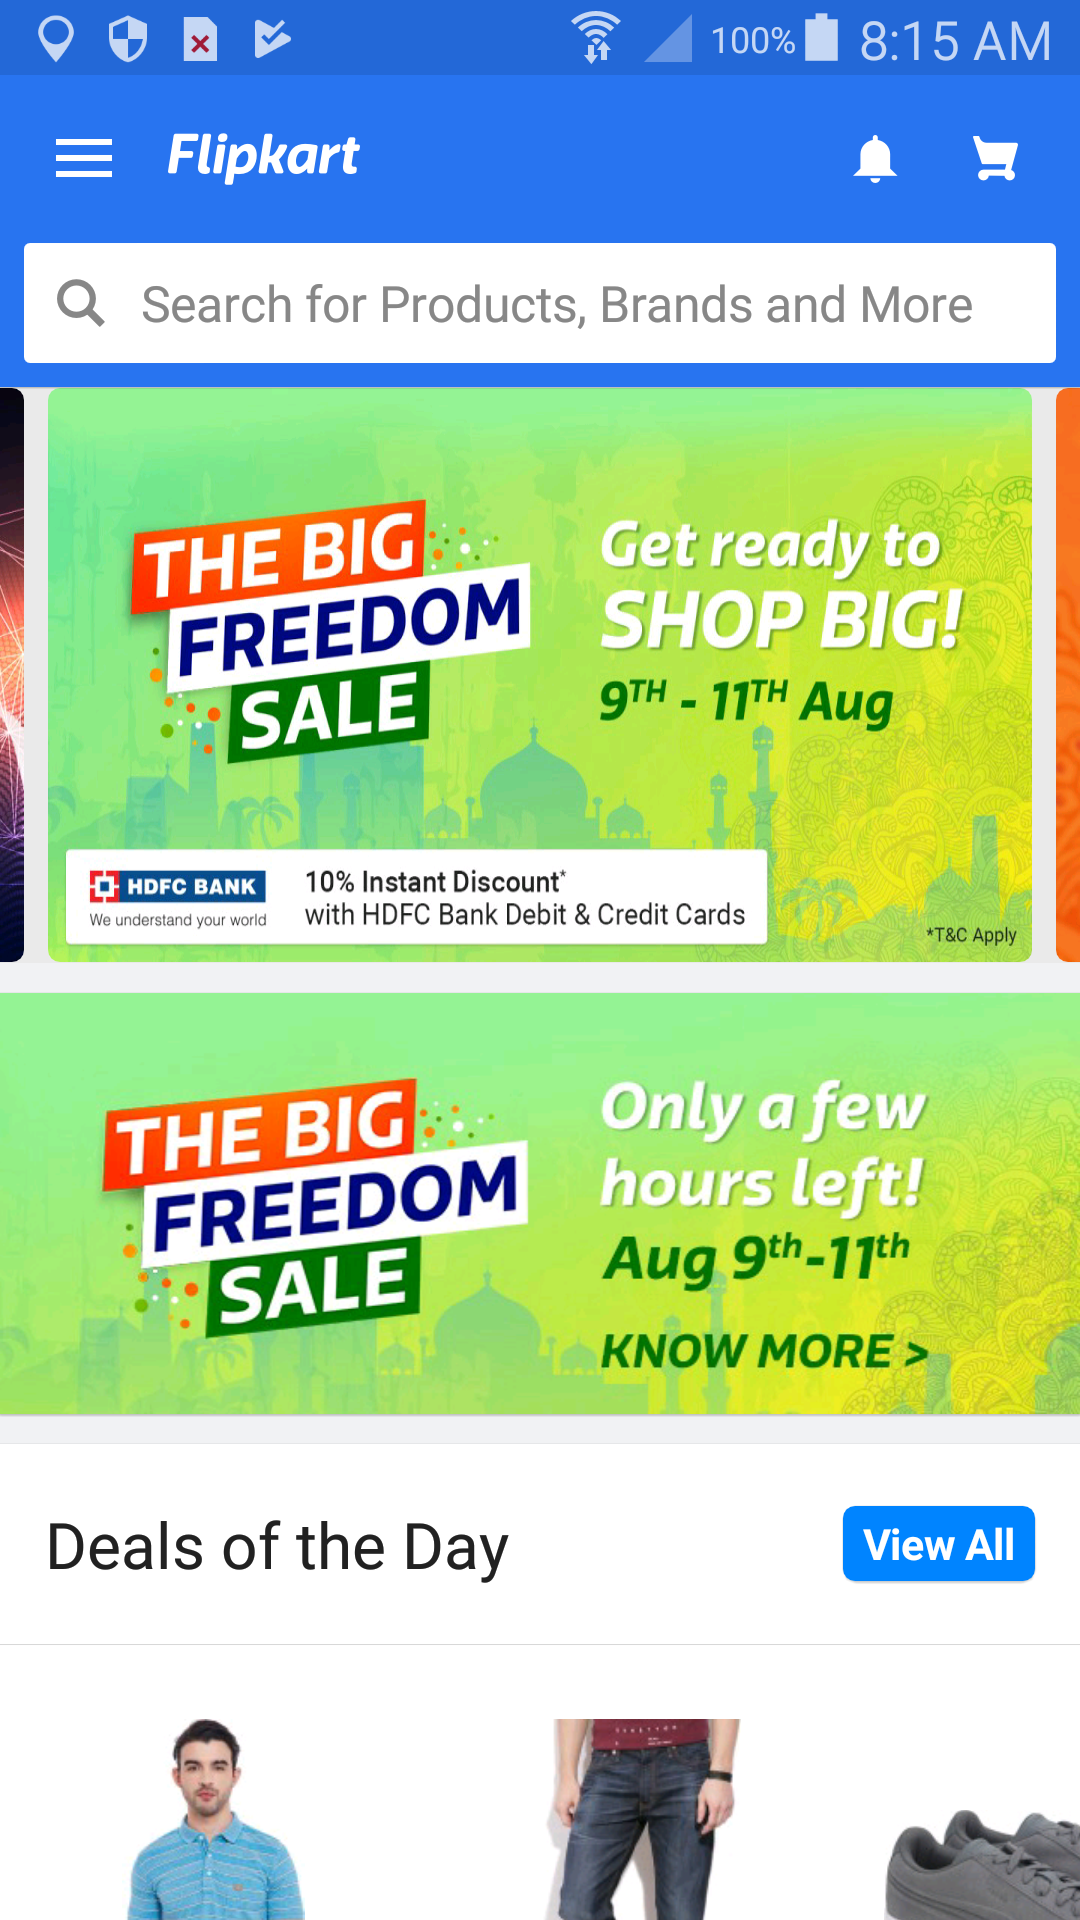 100% 8:15 AM
Flipkart
Search for Products, Brands and More
THE BIG
FREEDOM
SALE
Get ready to
SHOP BIG!
9TH - 11TH Aug
HDFC BANK
We understand your world
10% Instant Discount*
with HDFC Bank Debit & Credit Cards
*T&C Apply
THE BIG
FREEDOM
SALE
Only a few
hours left!
Aug 9th-11th
KNOW MORE >
Deals of the Day
View All